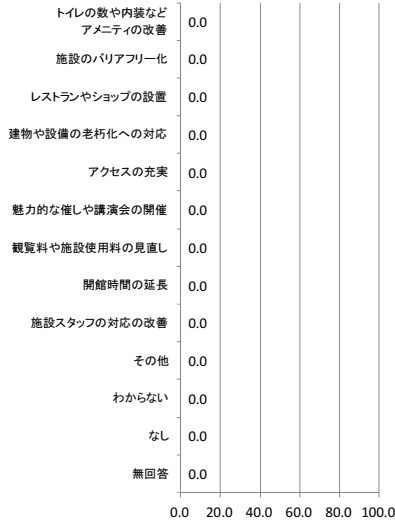 トイレの数や内装など
アメニティの改善
0.0
施設のバリアフリー化
0.0
レストランやショップの設置
0.0
建物や設備の老朽化への対応
0.0
アクセスの充実
0.0
魅力的な催しや講演会の開催
0.0
観覧料や施設使用料の見直し
0.0
開館時間の延長
0.0
施設スタッフの対応の改善
0.0
その他
0.0
わからない
0.0
なし
0.0
無回答
0.0
0.0 20.0 40.0 60.0 80.0 100.0